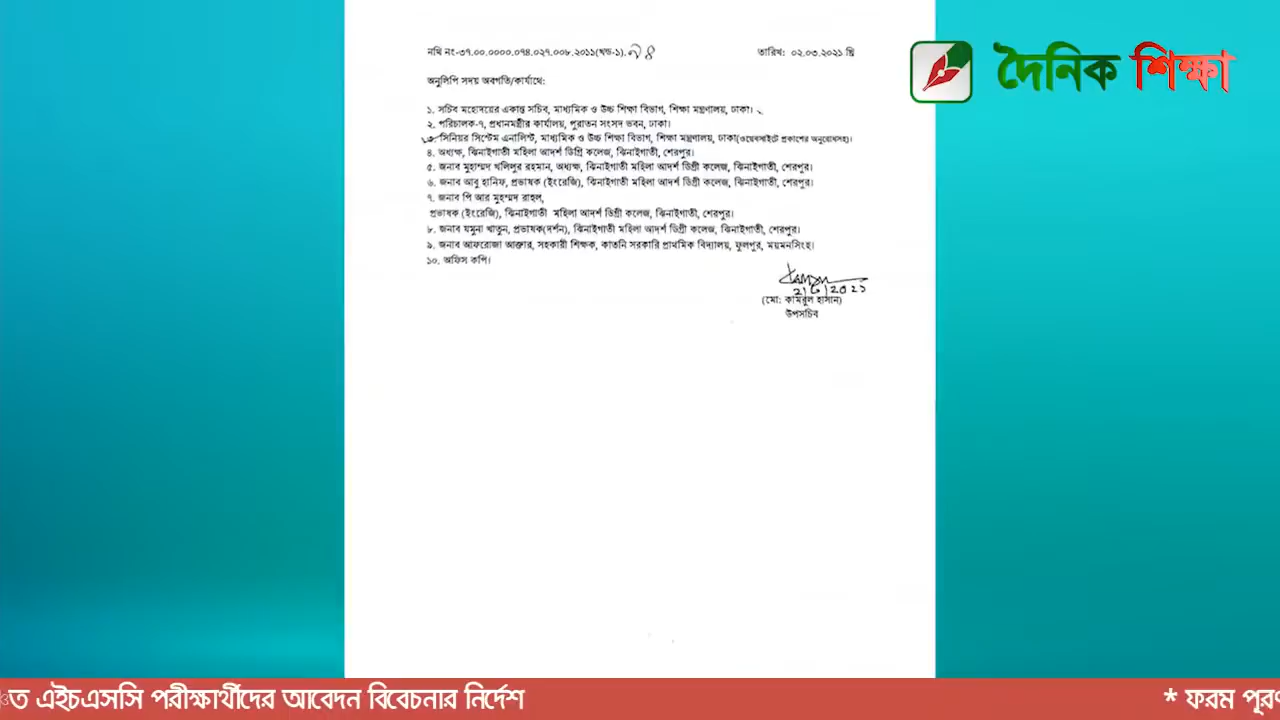 নথি নং-৩৭.০০.০০০০.০৭৪.০২৭.০০৮.২০১১(খন্ড-১).৭৪ তারিখ: ০২.০৩.২০২১ খ্রি
দৈনিক শিক্ষা
অনুলিপি সদয় অবগতি/কার্যার্থে:
১. সচিব মহোদয়ের একান্ত সচিব, মাধ্যমিক ও উচ্চ শিক্ষা বিভাগ, শিক্ষা মন্ত্রণালয়, ঢাকা।
২. পরিচালক-৭, প্রধানমন্ত্রীর কার্যালয়, পুরাতন সংসদ ভবন, ঢাকা।
৩. সিনিয়র সিস্টেম এনালিস্ট, মাধ্যমিক ও উচ্চ শিক্ষা বিভাগ, শিক্ষা মন্ত্রণালয়, ঢাকা(ওয়েবসাইটে প্রকাশের অনুরোধসহ)।
৪. অধ্যক্ষ, ঝিনাইগাতী মহিলা আদর্শ ডিগ্রি কলেজ, ঝিনাইগাতী, শেরপুর।
৫. জনাব মুহাম্মদ খলিলুর রহমান, অধ্যক্ষ, ঝিনাইগাতী মহিলা আদর্শ ডিগ্রী কলেজ, ঝিনাইগাতী, শেরপুর।
৬. জনাব আবু হানিফ, প্রভাষক (ইংরেজি), ঝিনাইগাতী মহিলা আদর্শ ডিগ্রী কলেজ, ঝিনাইগাতী, শেরপুর।
৭. জনাব পি আর মুহম্মদ রাহুল,
প্রভাষক (ইংরেজি), ঝিনাইগাতী মহিলা আদর্শ ডিগ্রী কলেজ, ঝিনাইগাতী, শেরপুর।
৮. জনাব যমুনা খাতুন, প্রভাষক(দর্শন), ঝিনাইগাতী মহিলা আদর্শ ডিগ্রী কলেজ, ঝিনাইগাতী, শেরপুর।
৯. জনাব আফরোজা আক্তার, সহকারী শিক্ষক, কাতনি সরকারি প্রাথমিক বিদ্যালয়, ফুলপুর, ময়মনসিংহ।
১০. অফিস কপি।
(মো: কামরুল হাসান)
উপসচিব
ত এইচএসসি পরীক্ষার্থীদের আবেদন বিবেচনার নির্দেশ * ফরম পূরণ